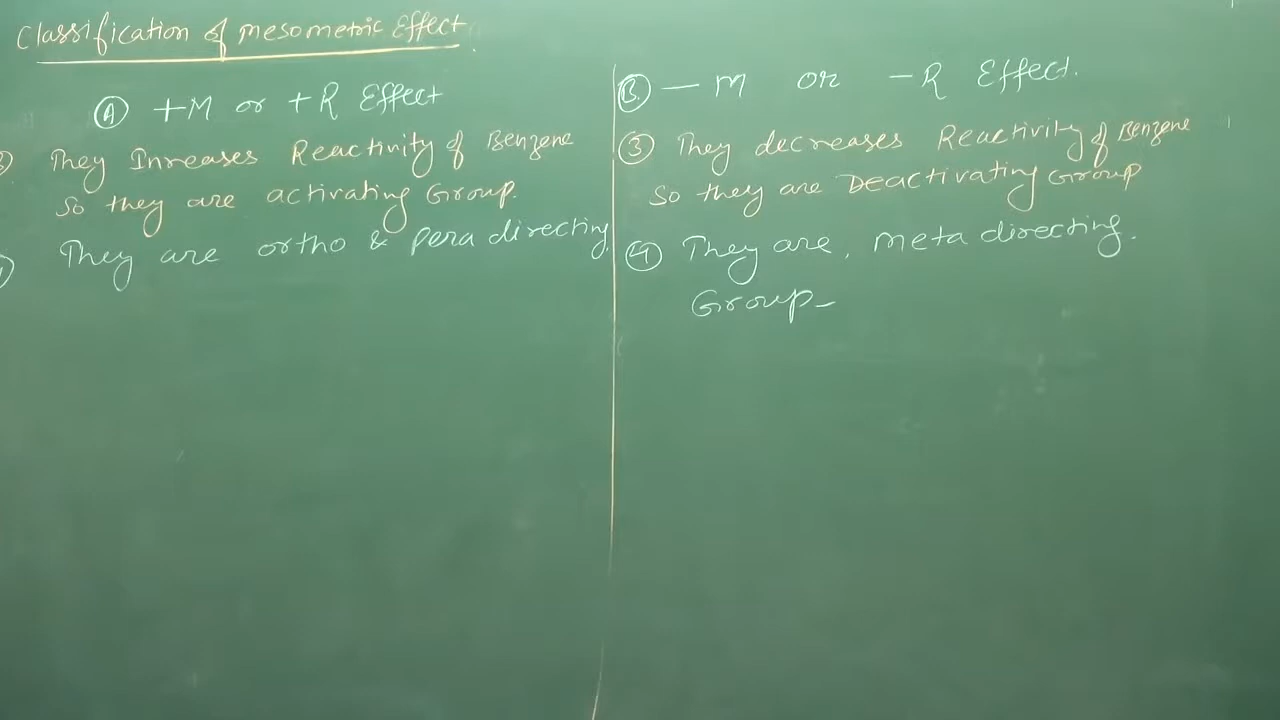 Classification of mesometric Effect
(A) +M or +R Effect
3) They Inreases Reactivity of Benzene
So they are activating Group.
They are ortho & pera directing
(B) - M or - R Effect.
(3) They decreases Reactivity of Benzene
So they are Deactivating Group
(4) They are, meta directing.
Group-